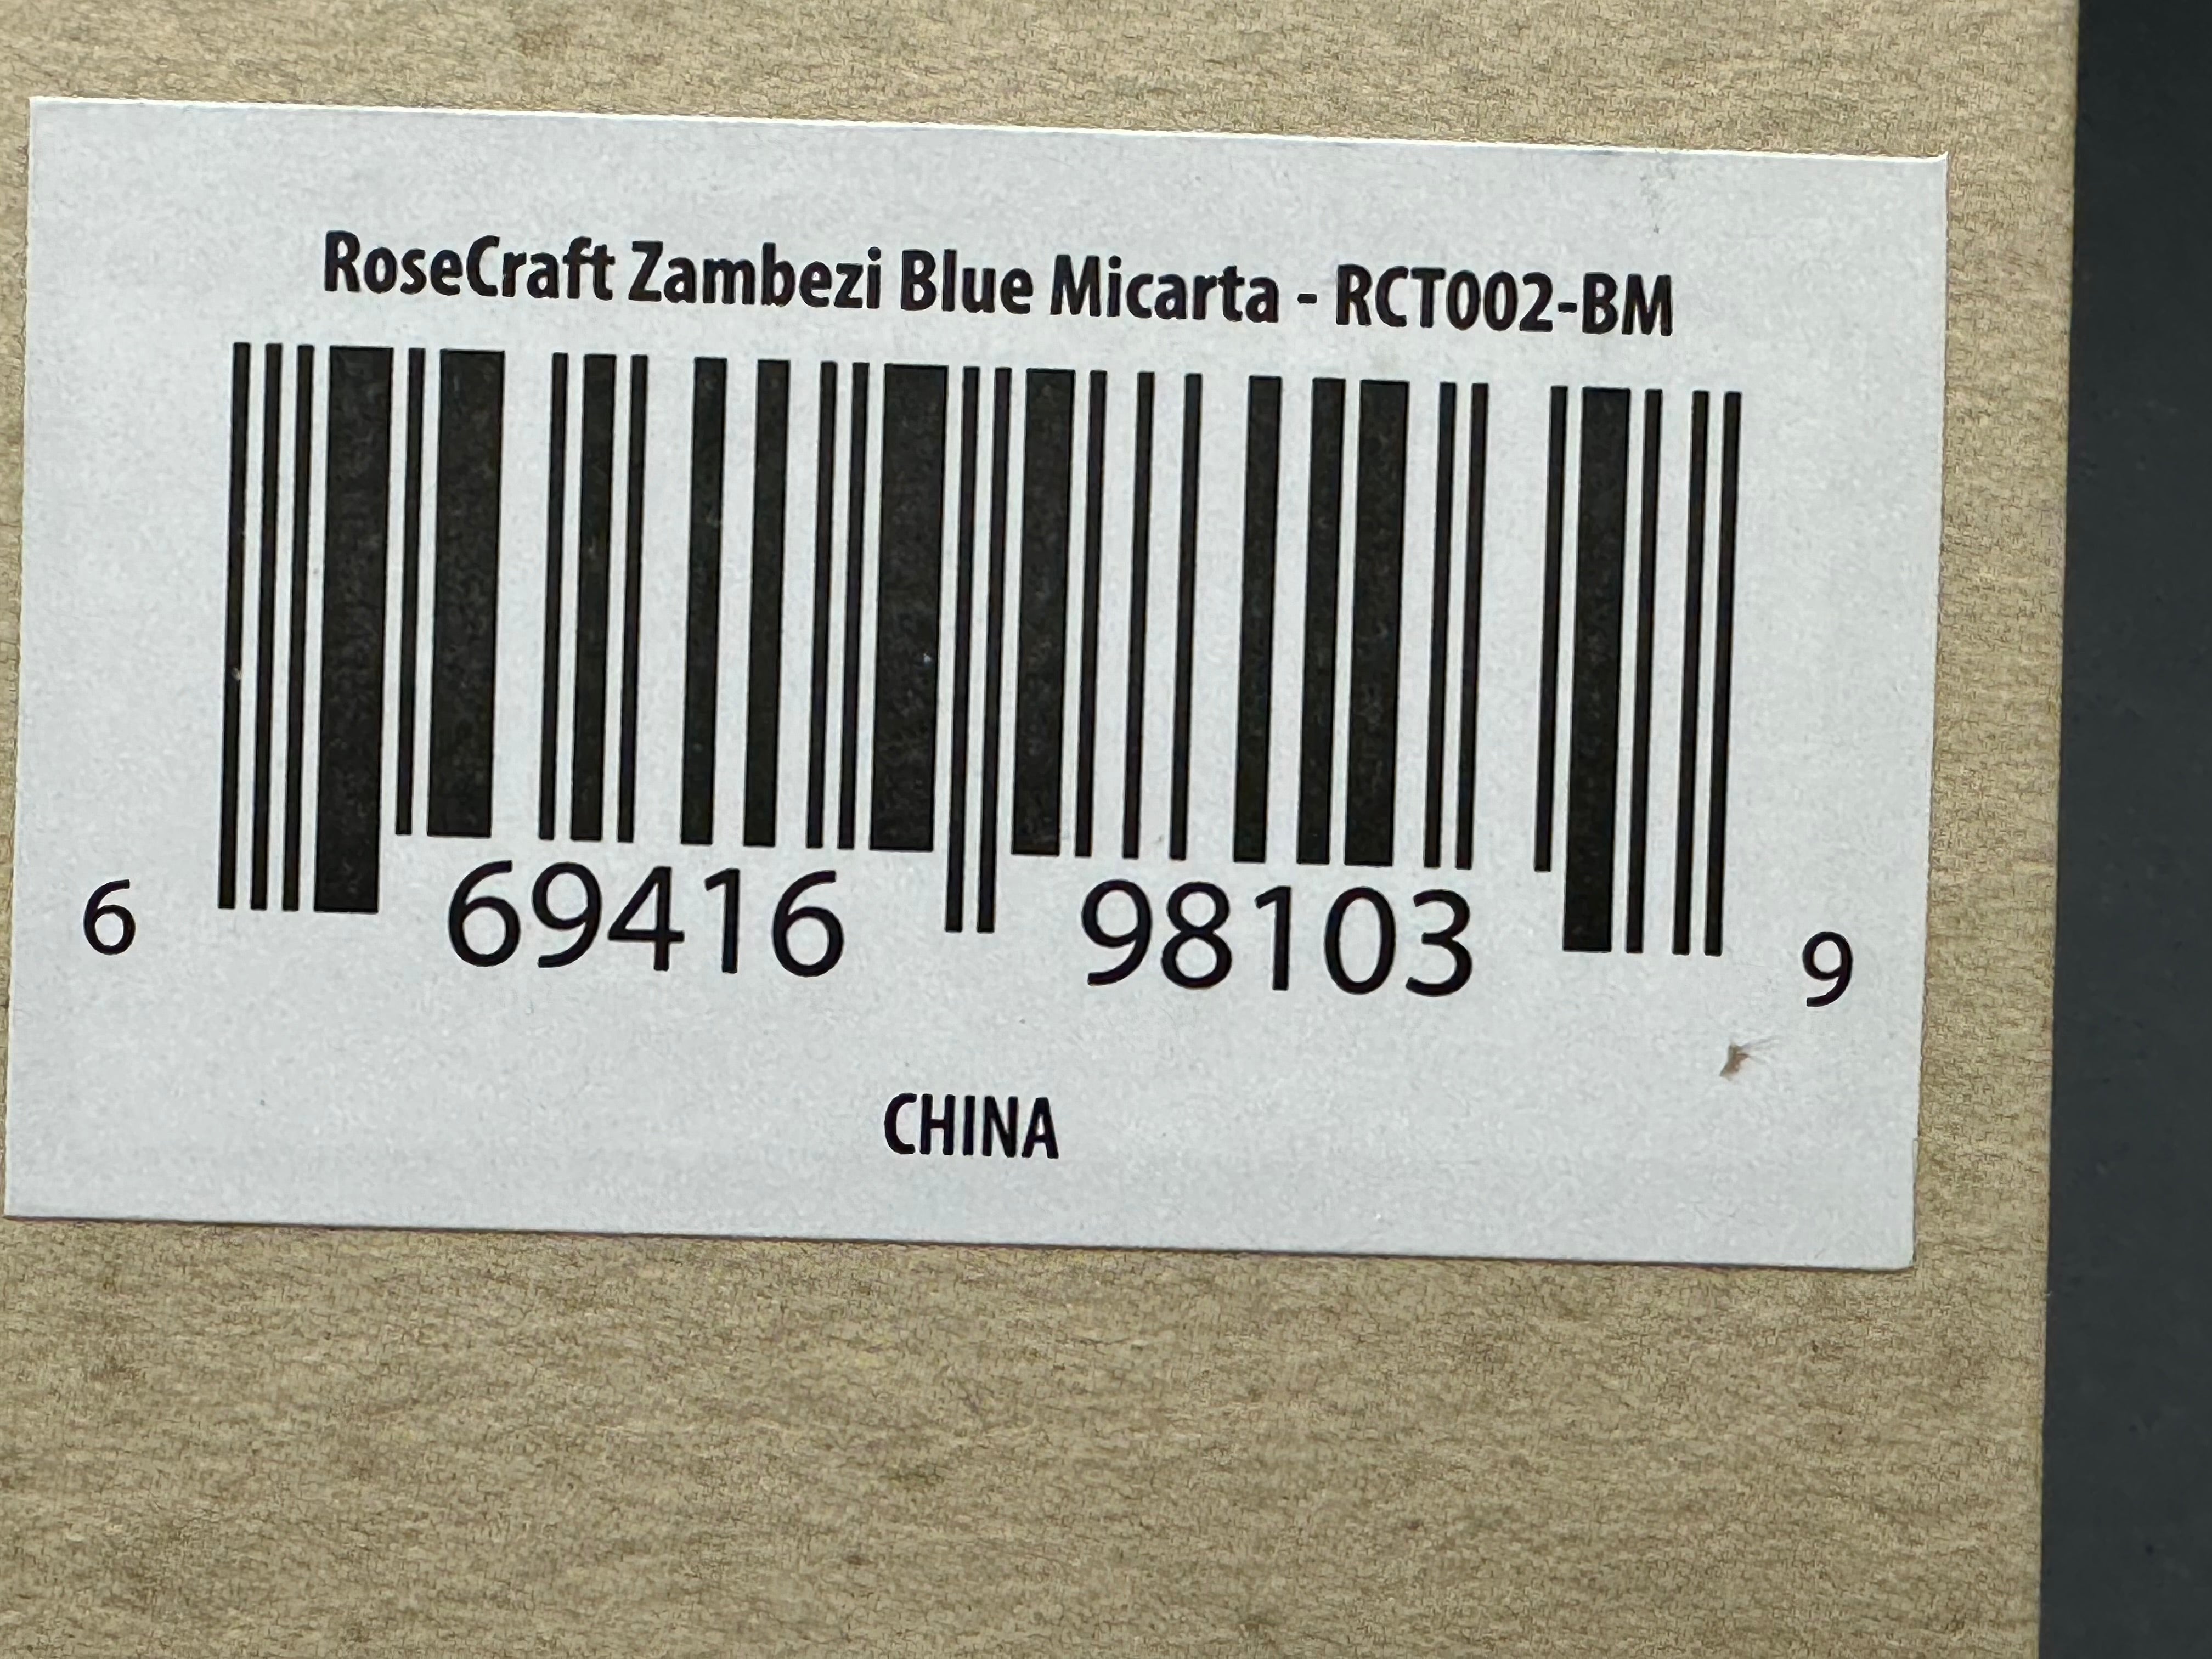 RoseCraft Zambezi Blue Micarta - RCT002-BM
6 69416 98103 9
CHINA